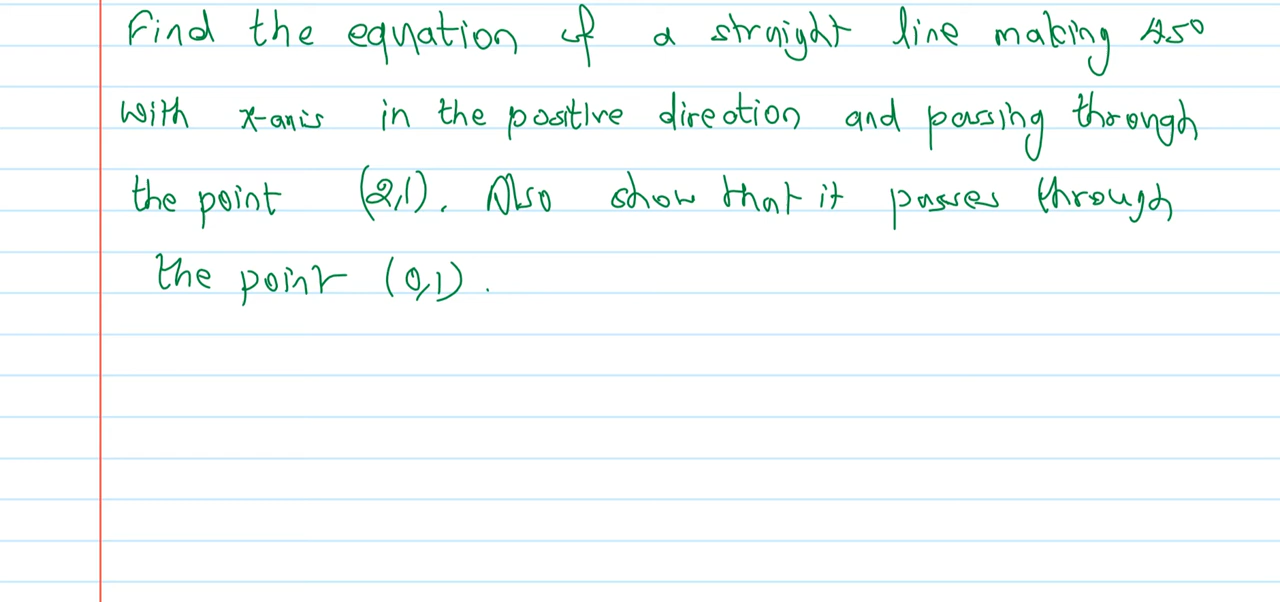 Find the equation of a straight line making 45°
with x-axis in the positive direction and passing through
the point (2,1). Also show that it passes through
the point (0,1).